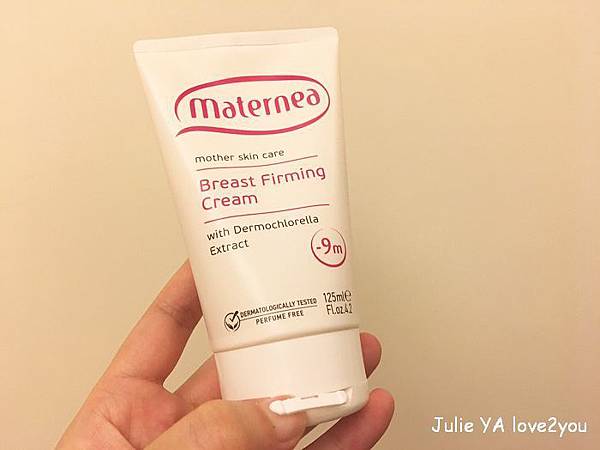 maternea
mother skin care
Breast Firming
Cream
with Dermochlorella
Extract
-9m
DERMATOLOGICALLY TESTED
PERFUME FREE
125ml℮
Fl.oz.4.2
Julie YA love2you